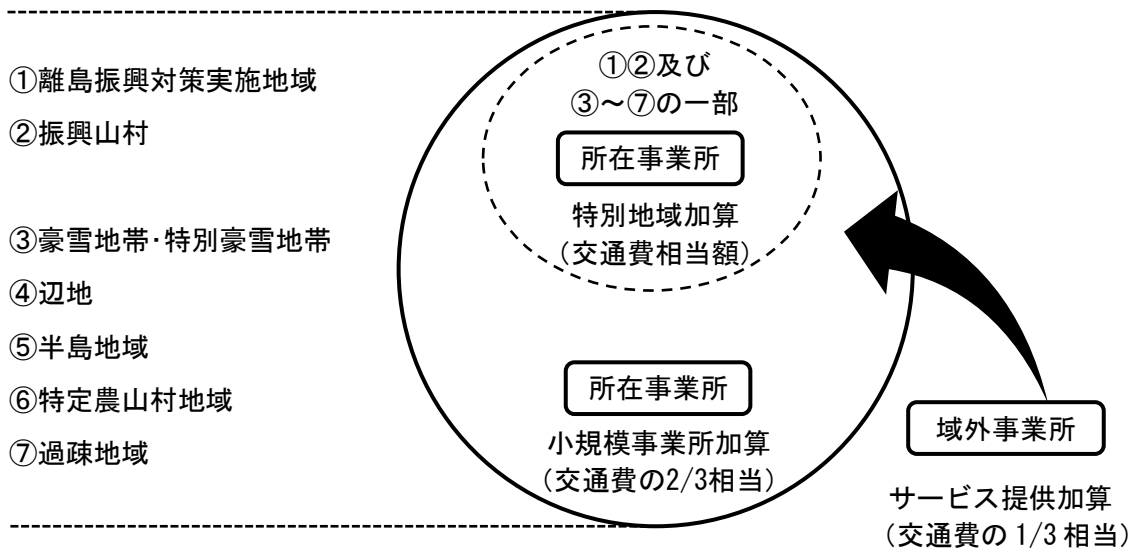 ①離島振興対策実施地域
②振興山村
③豪雪地帯・特別豪雪地帯
④辺地
⑤半島地域
⑥特定農山村地域
⑦過疎地域
①②及び
③～⑦の一部
所在事業所
特別地域加算
（交通費相当額）
所在事業所
小規模事業所加算
（交通費の2/3相当）
域外事業所
サービス提供加算
（交通費の 1/3 相当）